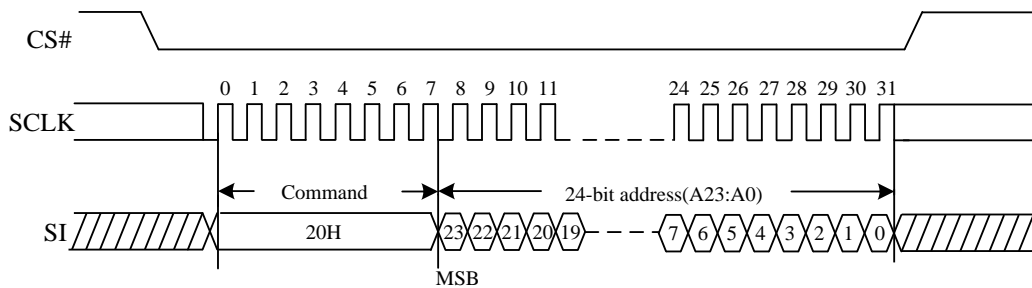 CS#
0 1 2 3 4 5 6 7 8 9 10 11 24 25 26 27 28 29 30 31
SCLK
Command 24-bit address(A23:A0)
SI 20H 23 22 21 20 19 7 6 5 4 3 2 1 0
MSB